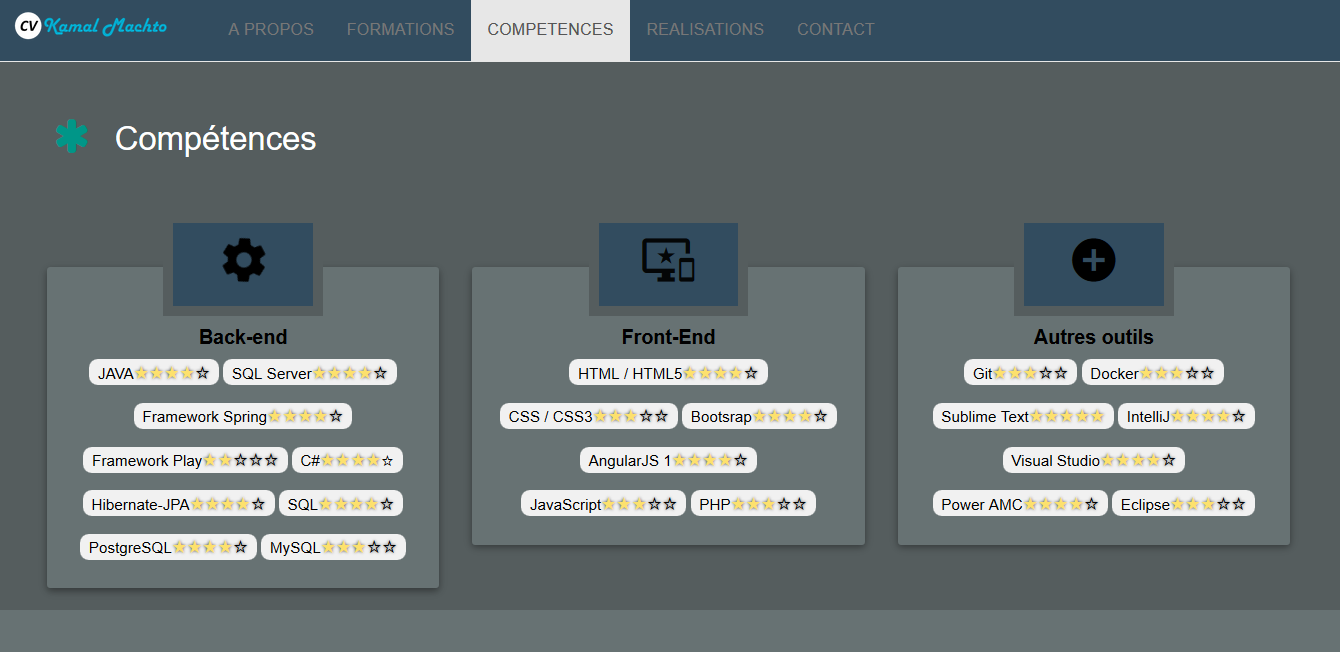 CV Kamal Machto
A PROPOS FORMATIONS COMPETENCES REALISATIONS CONTACT
Compétences
Back-end
JAVA★★★★☆ SQL Server★★★★☆
Framework Spring★★★★☆
Framework Play★★☆☆☆ C#★★★★☆
Hibernate-JPA★★★★☆ SQL★★★★☆
PostgreSQL★★★★☆ MySQL★★★☆☆
Front-End
HTML / HTML5★★★★☆
CSS / CSS3★★★☆☆ Bootsrap★★★★☆
AngularJS 1★★★★☆
JavaScript★★★☆☆ PHP★★★☆☆
Autres outils
Git★★★☆☆ Docker★★★☆☆
Sublime Text★★★★★ IntelliJ★★★★☆
Visual Studio★★★★☆
Power AMC★★★★☆ Eclipse★★★☆☆